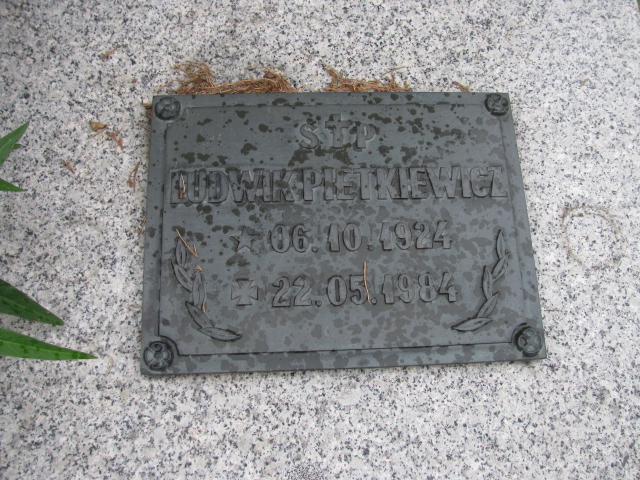 S✝P
LUDWIK PIETKIEWICZ
★ 06.10.1924
✠ 22.05.1984